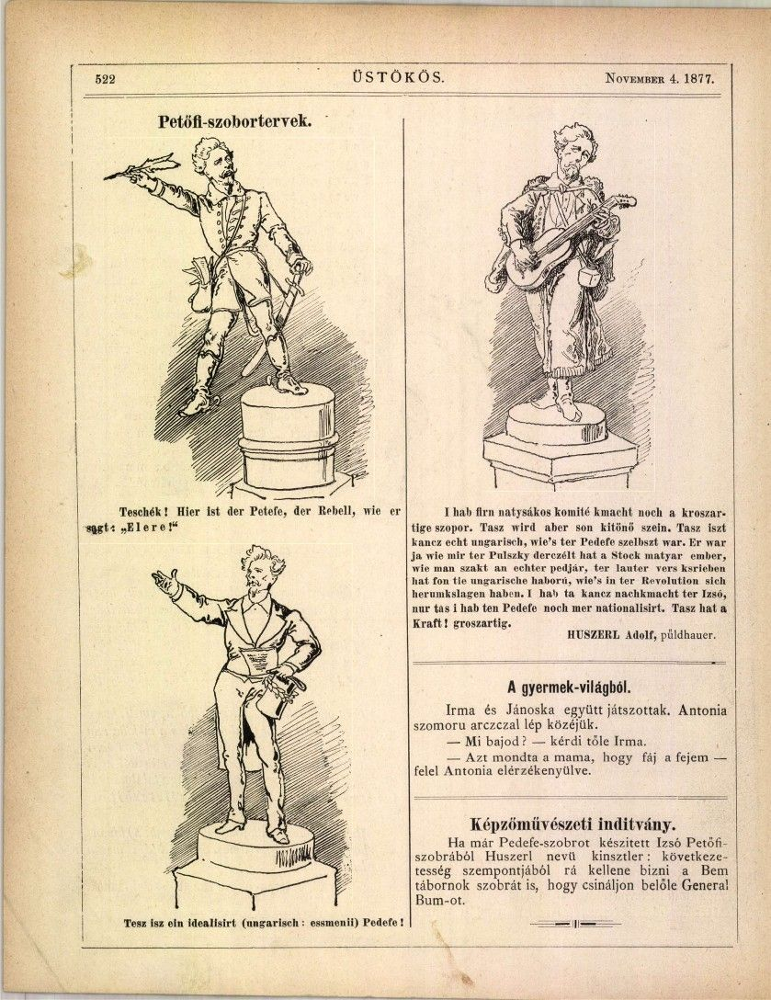 522
ÜSTÖKÖS.
NOVEMBER 4. 1877.
Petőfi-szobortervek.
Teschék! Hier ist der Petefe, der Rebell, wie er
sagt: „Elere!“
Tesz isz ein idealisirt (ungarisch: essmenii) Pedefe!
I hab firn natysákos komité kmacht noch a kroszar-
tige szopor. Tasz wird aber son kitönő szein. Tasz iszt
kancz echt ungarisch, wie's ter Pedefe szelbszt war. Er war
ja wie mir ter Pulszky derczélt hat a Stock matyar ember,
wie man szakt an echter pedjár, ter lauter vers ksrieben
hat fon tie ungarische haború, wie's in ter Revolution sich
herumkslagen haben. I hab ta kancz nachkmacht ter Izsó,
nur tas i hab ten Pedefe noch mer nationalisirt. Tasz hat a
Kraft! groszartig.
HUSZERL Adolf, půldhauer.
A gyermek-világból.
Irma és Jánoska együtt játszottak. Antonia
szomoru arczczal lép közéjük.
— Mi bajod? — kérdi tőle Irma.
— Azt mondta a mama, hogy fáj a fejem —
felel Antonia elérzékenyülve.
Képzőművészeti inditvány.
Ha már Pedefe-szobrot készitett Izsó Petőfi-
szobrából Huszerl nevü kinsztler: következe-
tesség szempontjából rá kellene bizni a Bem
tábornok szobrát is, hogy csináljon belőle General
Bum-ot.